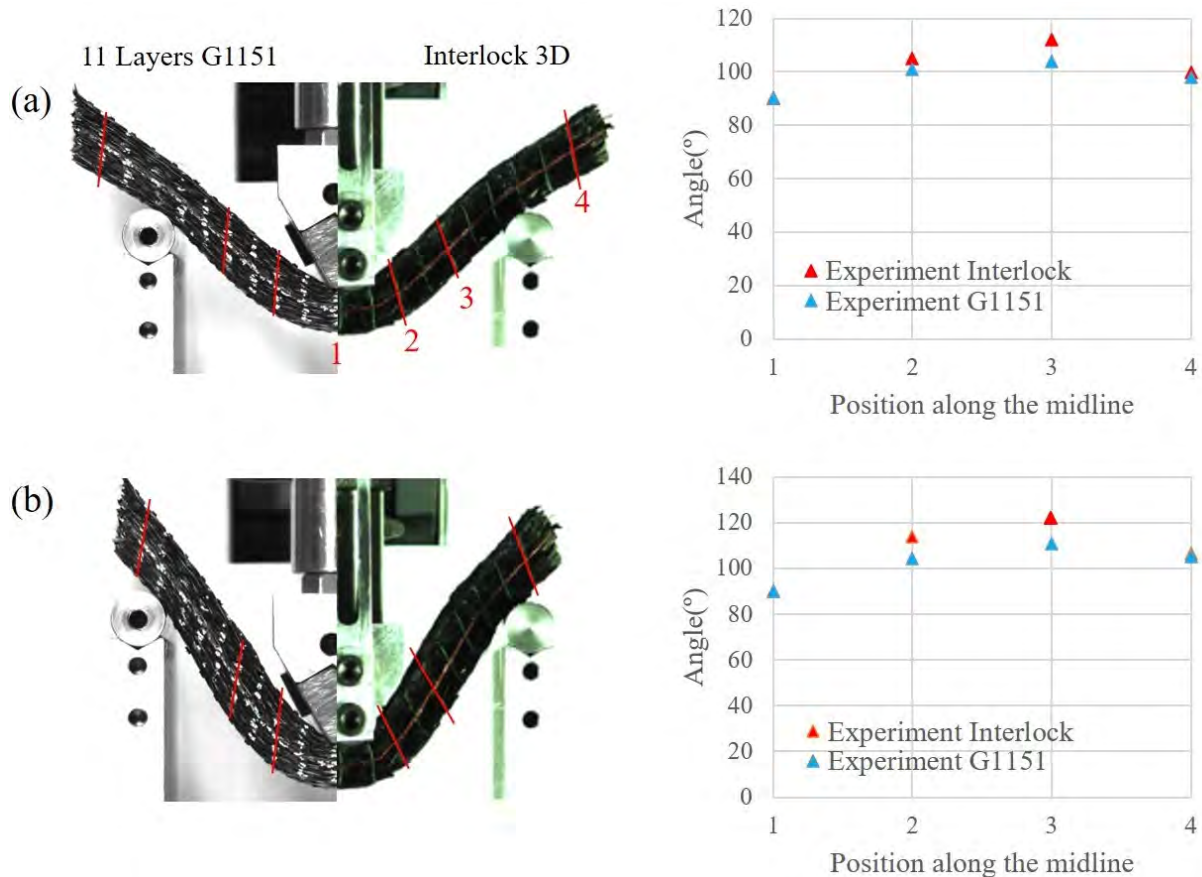 11 Layers G1151
Interlock 3D
(a)
1
2
3
4
120
100
80
60
40
20
0
Angle(º)
Experiment Interlock
Experiment G1151
1 2 3 4
Position along the midline
(b)
140
120
100
80
60
40
20
0
Angle(º)
Experiment Interlock
Experiment G1151
1 2 3 4
Position along the midline